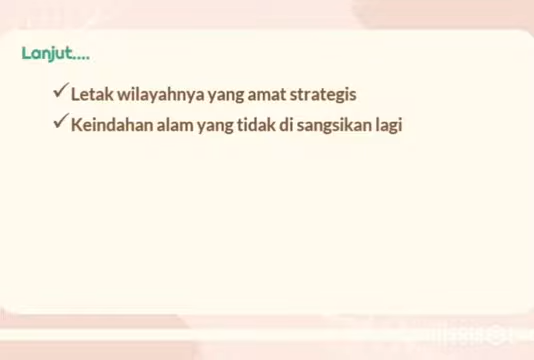 Lanjut....
✓Letak wilayahnya yang amat strategis
✓Keindahan alam yang tidak di sangsikan lagi